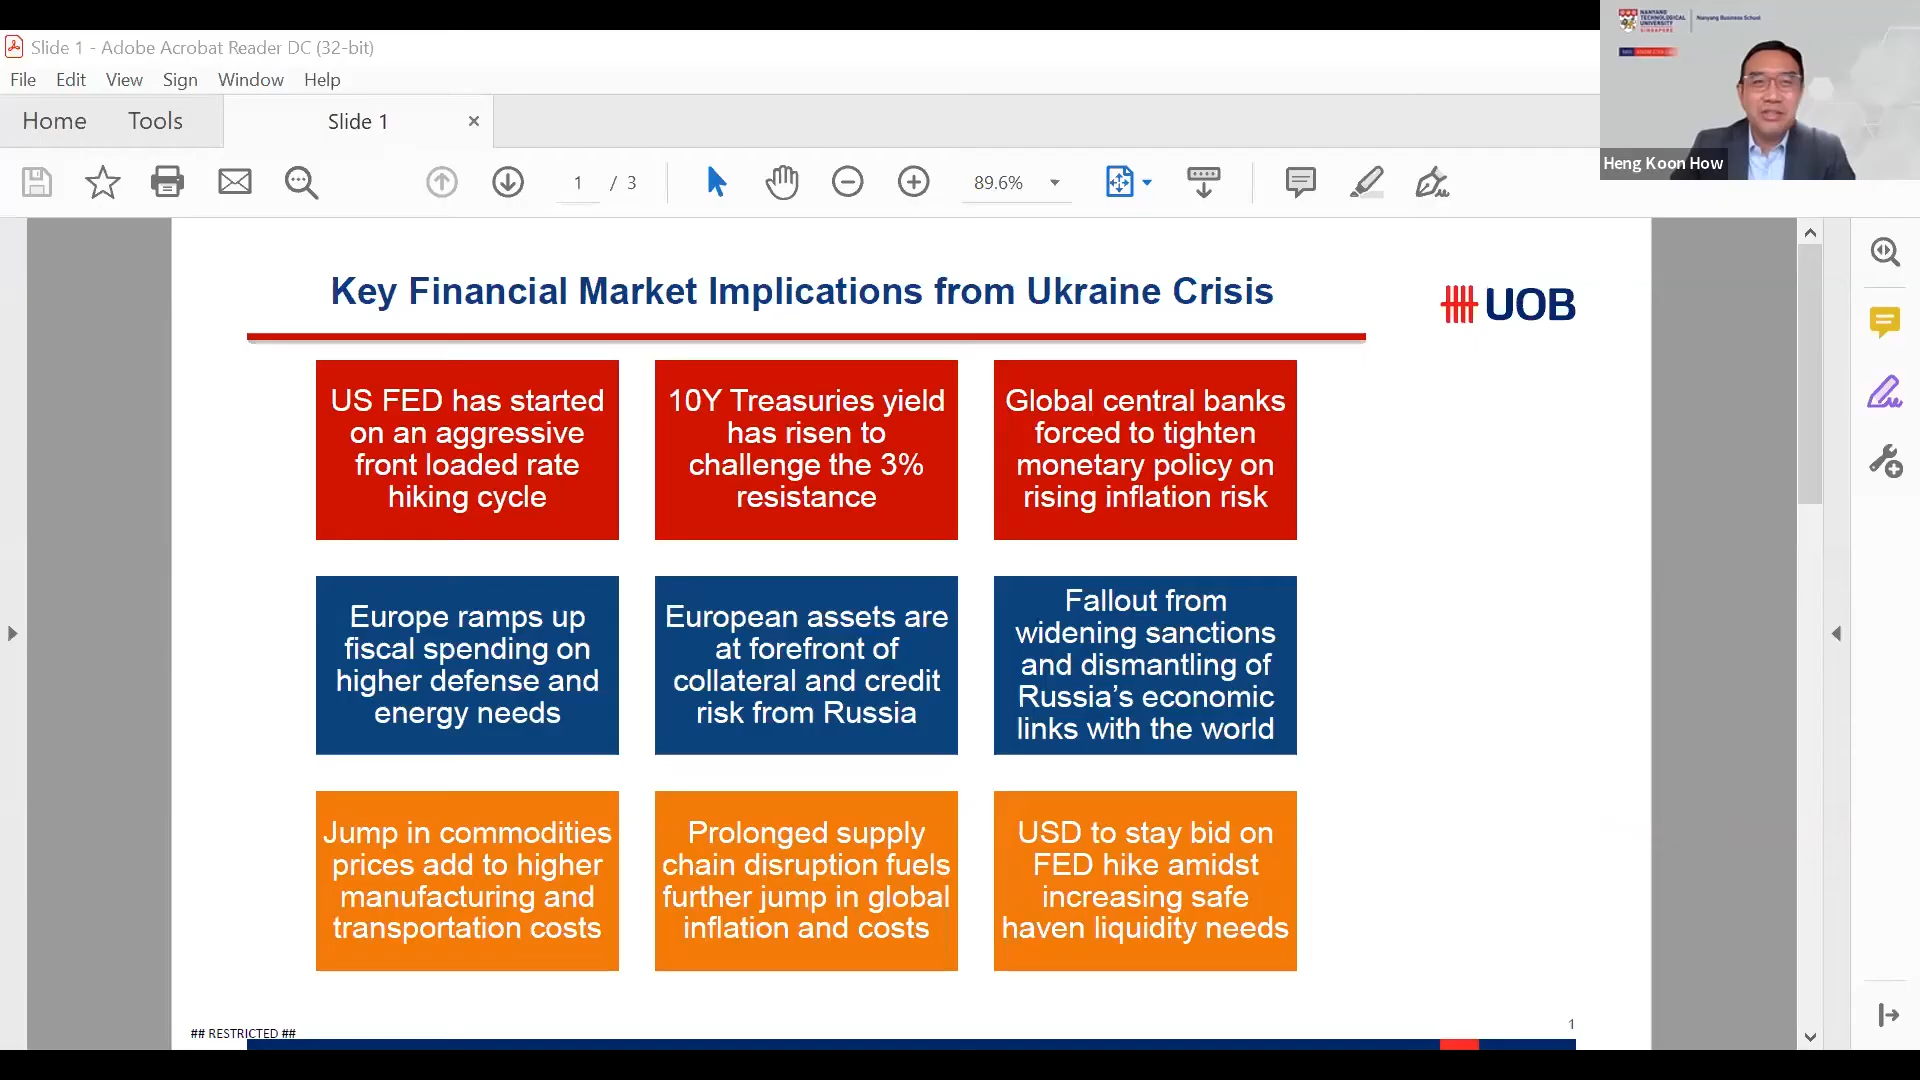 Slide 1 - Adobe Acrobat Reader DC (32-bit)
File Edit View Sign Window Help
Home Tools Slide 1 ×
1 / 3 89.6%
NANYANG
TECHNOLOGICAL
UNIVERSITY
SINGAPORE
Nanyang Business School
Heng Koon How
Key Financial Market Implications from Ukraine Crisis
UOB
US FED has started
on an aggressive
front loaded rate
hiking cycle
10Y Treasuries yield
has risen to
challenge the 3%
resistance
Global central banks
forced to tighten
monetary policy on
rising inflation risk
Europe ramps up
fiscal spending on
higher defense and
energy needs
European assets are
at forefront of
collateral and credit
risk from Russia
Fallout from
widening sanctions
and dismantling of
Russia’s economic
links with the world
Jump in commodities
prices add to higher
manufacturing and
transportation costs
Prolonged supply
chain disruption fuels
further jump in global
inflation and costs
USD to stay bid on
FED hike amidst
increasing safe
haven liquidity needs
## RESTRICTED ##
1